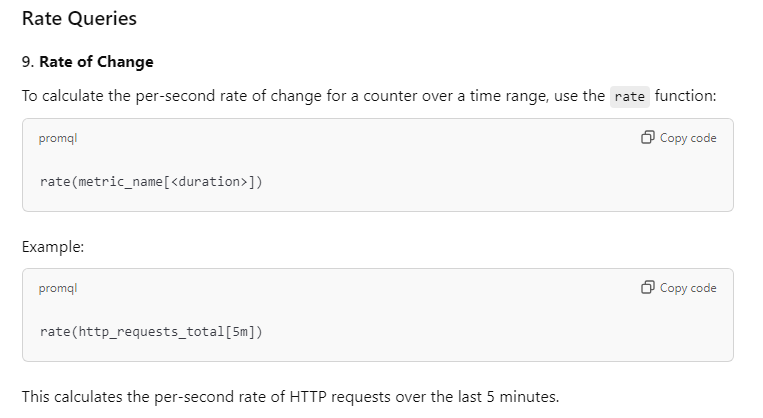 Rate Queries
9. Rate of Change
To calculate the per-second rate of change for a counter over a time range, use the rate function:
promql Copy code
rate(metric_name[<duration>])
Example:
promql Copy code
rate(http_requests_total[5m])
This calculates the per-second rate of HTTP requests over the last 5 minutes.